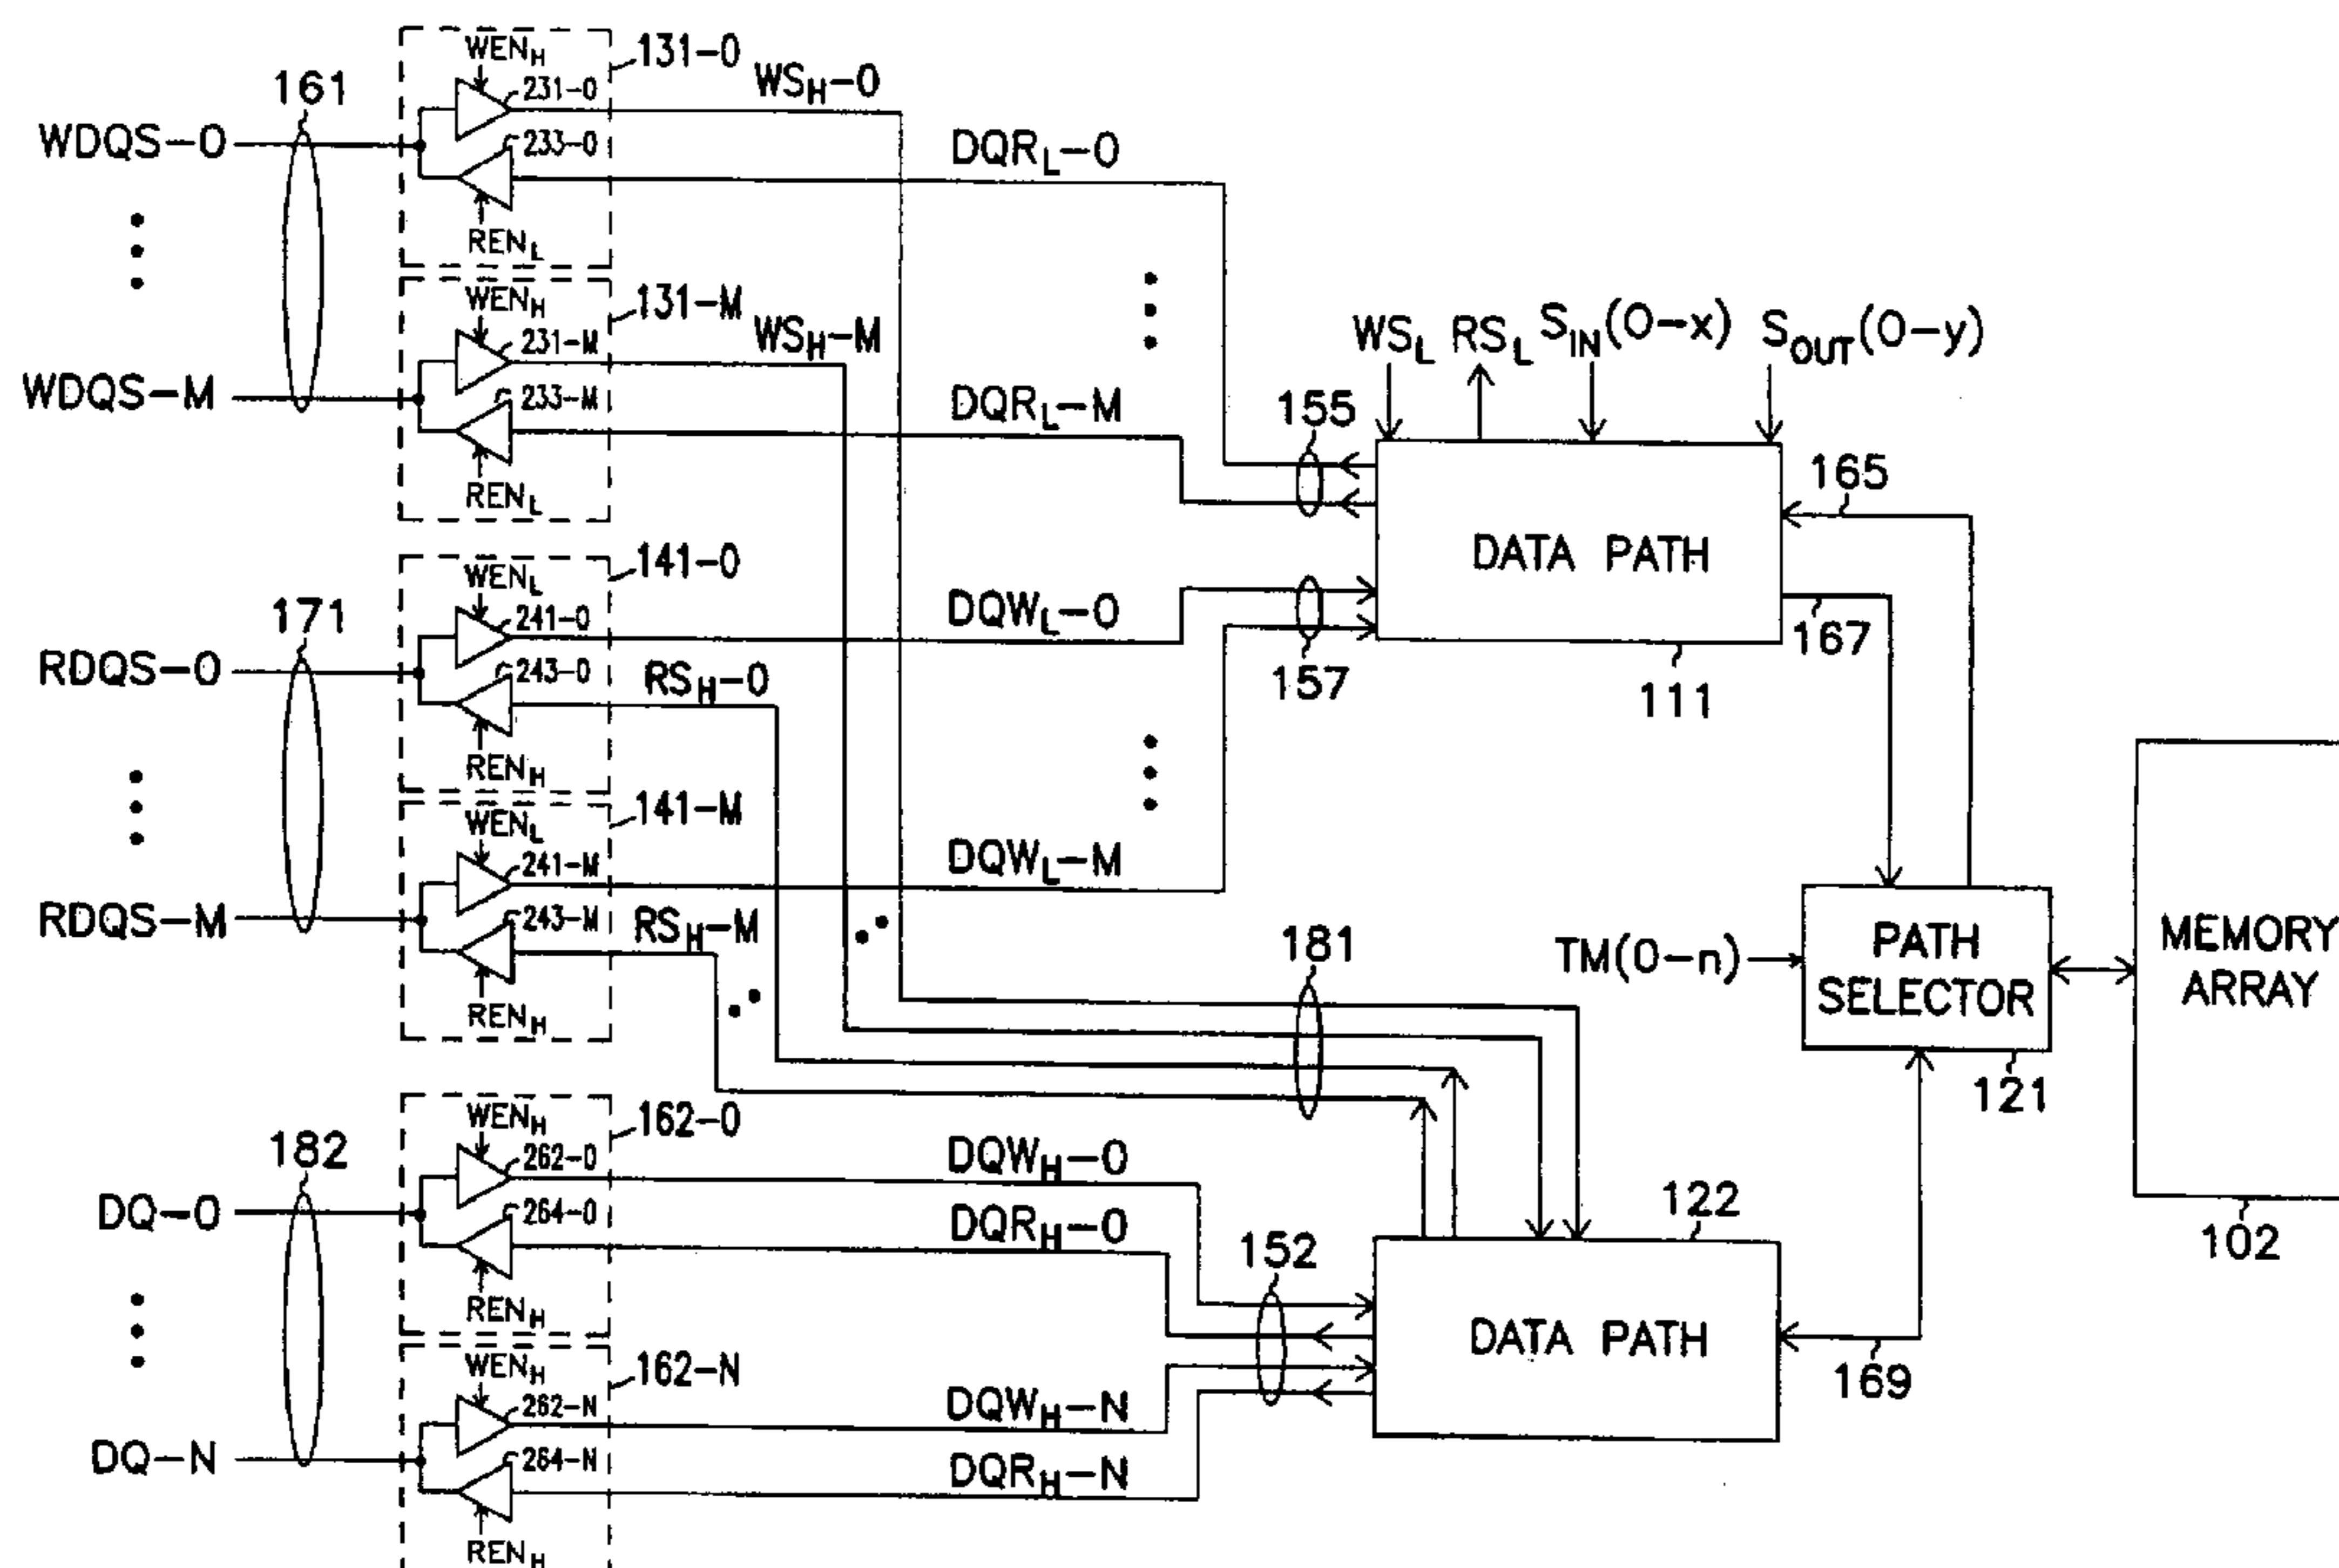 WEN_H
131-0
161
231-0
WS_H-0
WDQS-0
233-0
DQR_L-0
REN_L
WEN_H
131-M
231-M
WS_H-M
WS_L
RS_L
S_IN(0-x)
S_OUT(0-y)
WDQS-M
233-M
DQR_L-M
155
REN_L
165
DATA PATH
141-0
WEN_L
241-0
171
DQW_L-0
157
167
RDQS-0
243-0
RS_H-0
111
REN_H
141-M
WEN_L
241-M
DQW_L-M
RDQS-M
243-M
RS_H-M
181
TM(0-n)
PATH
SELECTOR
MEMORY
ARRAY
REN_H
121
162-0
WEN_H
182
262-0
DQW_H-0
122
DQ-0
264-0
DQR_H-0
152
102
REN_H
DATA PATH
162-N
WEN_H
169
262-N
DQW_H-N
DQ-N
264-N
DQR_H-N
REN_H